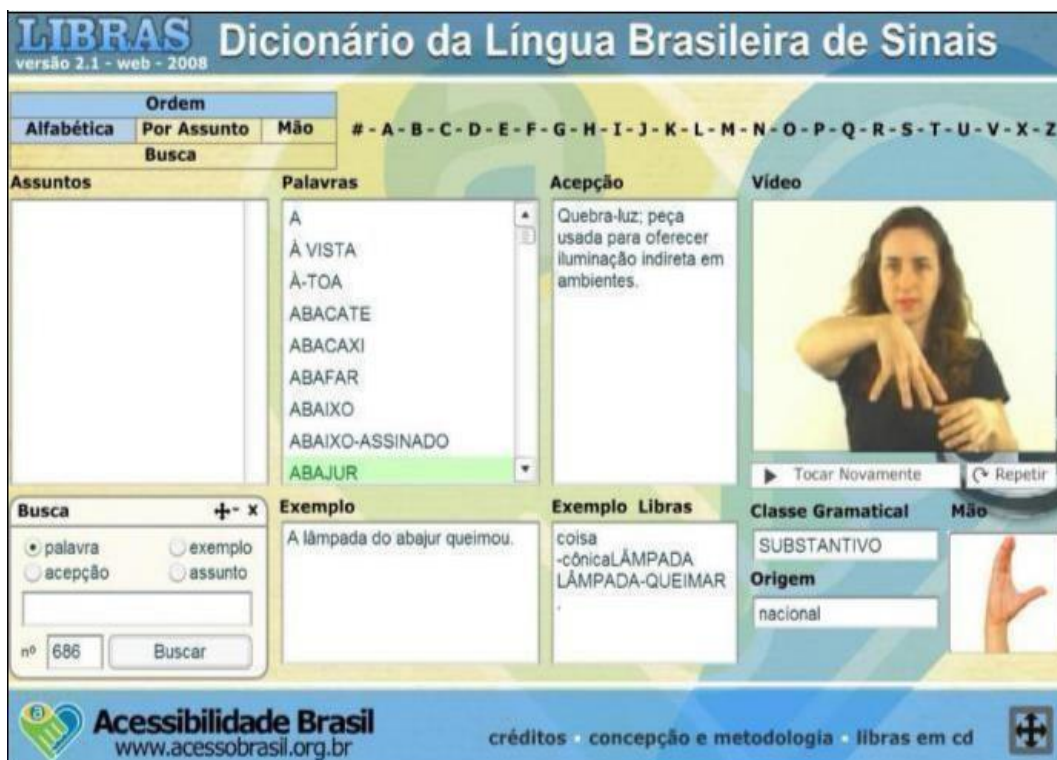 LIBRAS
versão 2.1 - web - 2008
Dicionário da Língua Brasileira de Sinais
Ordem
Alfabética Por Assunto Mão
Busca
# - A - B - C - D - E - F - G - H - I - J - K - L - M - N - O - P - Q - R - S - T - U - V - X - Z
Assuntos
Palavras
A
À VISTA
À-TOA
ABACATE
ABACAXI
ABAFAR
ABAIXO
ABAIXO-ASSINADO
ABAJUR
Acepção
Quebra-luz; peça
usada para oferecer
iluminação indireta em
ambientes.
Vídeo
Tocar Novamente Repetir
Busca + - x
palavra exemplo
acepção assunto
nº 686 Buscar
Exemplo
A lâmpada do abajur queimou.
Exemplo Libras
coisa
-cônicaLÂMPADA
LÂMPADA-QUEIMAR
.
Classe Gramatical
SUBSTANTIVO
Origem
nacional
Mão
a
Acessibilidade Brasil
www.acessobrasil.org.br
créditos - concepção e metodologia - libras em cd